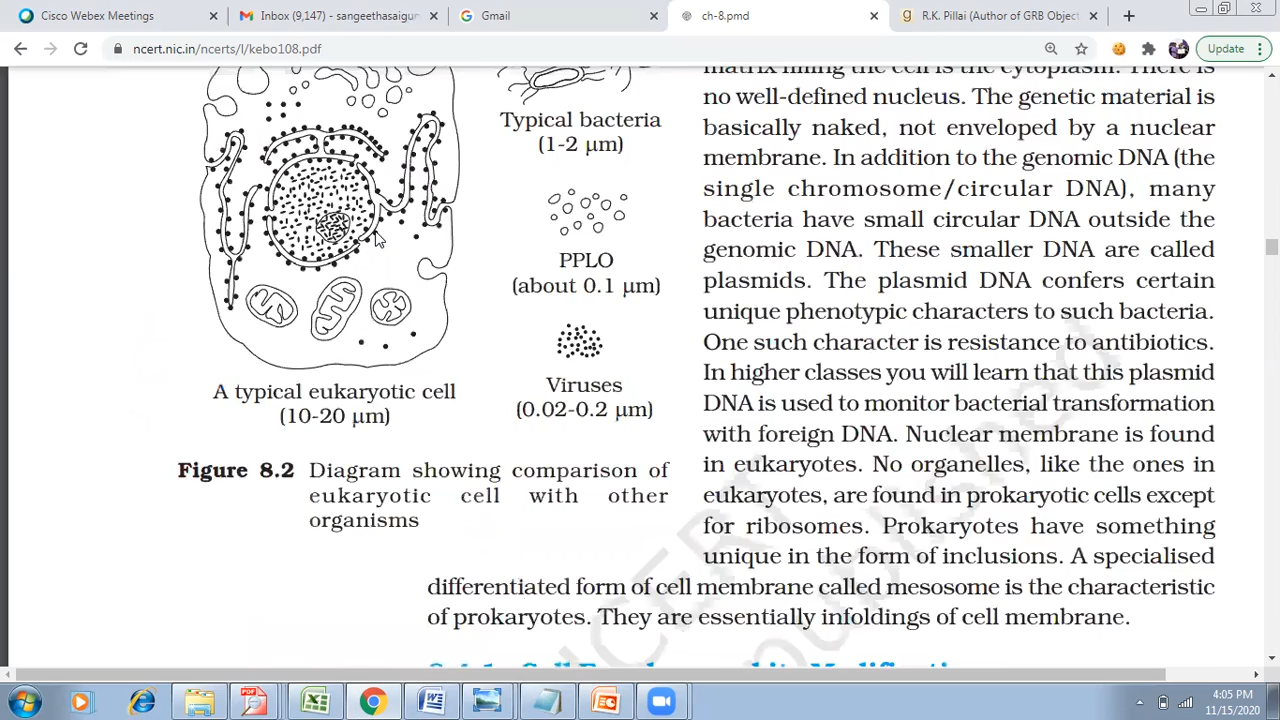 Cisco Webex Meetings
Inbox (9,147) - sangeethasaigun
Gmail
ch-8.pmd
R.K. Pillai (Author of GRB Object
ncert.nic.in/ncerts/l/kebo108.pdf
Update
matrix filling the cell is the cytoplasm. There is
no well-defined nucleus. The genetic material is
basically naked, not enveloped by a nuclear
membrane. In addition to the genomic DNA (the
single chromosome/circular DNA), many
bacteria have small circular DNA outside the
genomic DNA. These smaller DNA are called
plasmids. The plasmid DNA confers certain
unique phenotypic characters to such bacteria.
One such character is resistance to antibiotics.
In higher classes you will learn that this plasmid
DNA is used to monitor bacterial transformation
with foreign DNA. Nuclear membrane is found
in eukaryotes. No organelles, like the ones in
eukaryotes, are found in prokaryotic cells except
for ribosomes. Prokaryotes have something
unique in the form of inclusions. A specialised
differentiated form of cell membrane called mesosome is the characteristic
of prokaryotes. They are essentially infoldings of cell membrane.
Typical bacteria
(1-2 µm)
PPLO
(about 0.1 µm)
Viruses
(0.02-0.2 µm)
A typical eukaryotic cell
(10-20 µm)
Figure 8.2 Diagram showing comparison of
eukaryotic cell with other
organisms
4:05 PM
11/15/2020